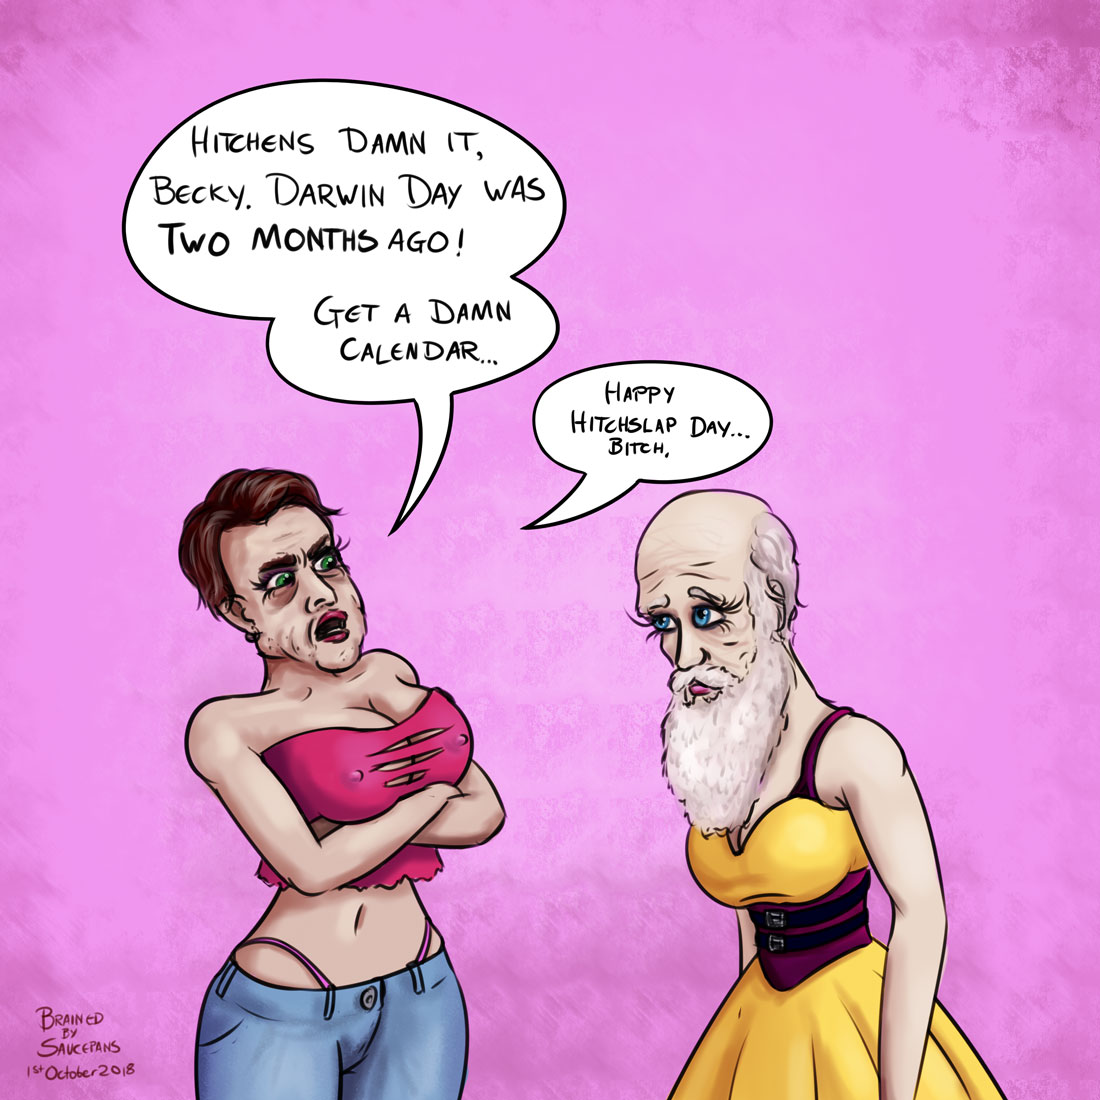 Hitchens Damn it,
Becky. Darwin Day was
Two months ago!
Get a damn
calendar...
Happy
Hitchslap Day...
Bitch.
Brained
by
Saucepans
1st October 2018